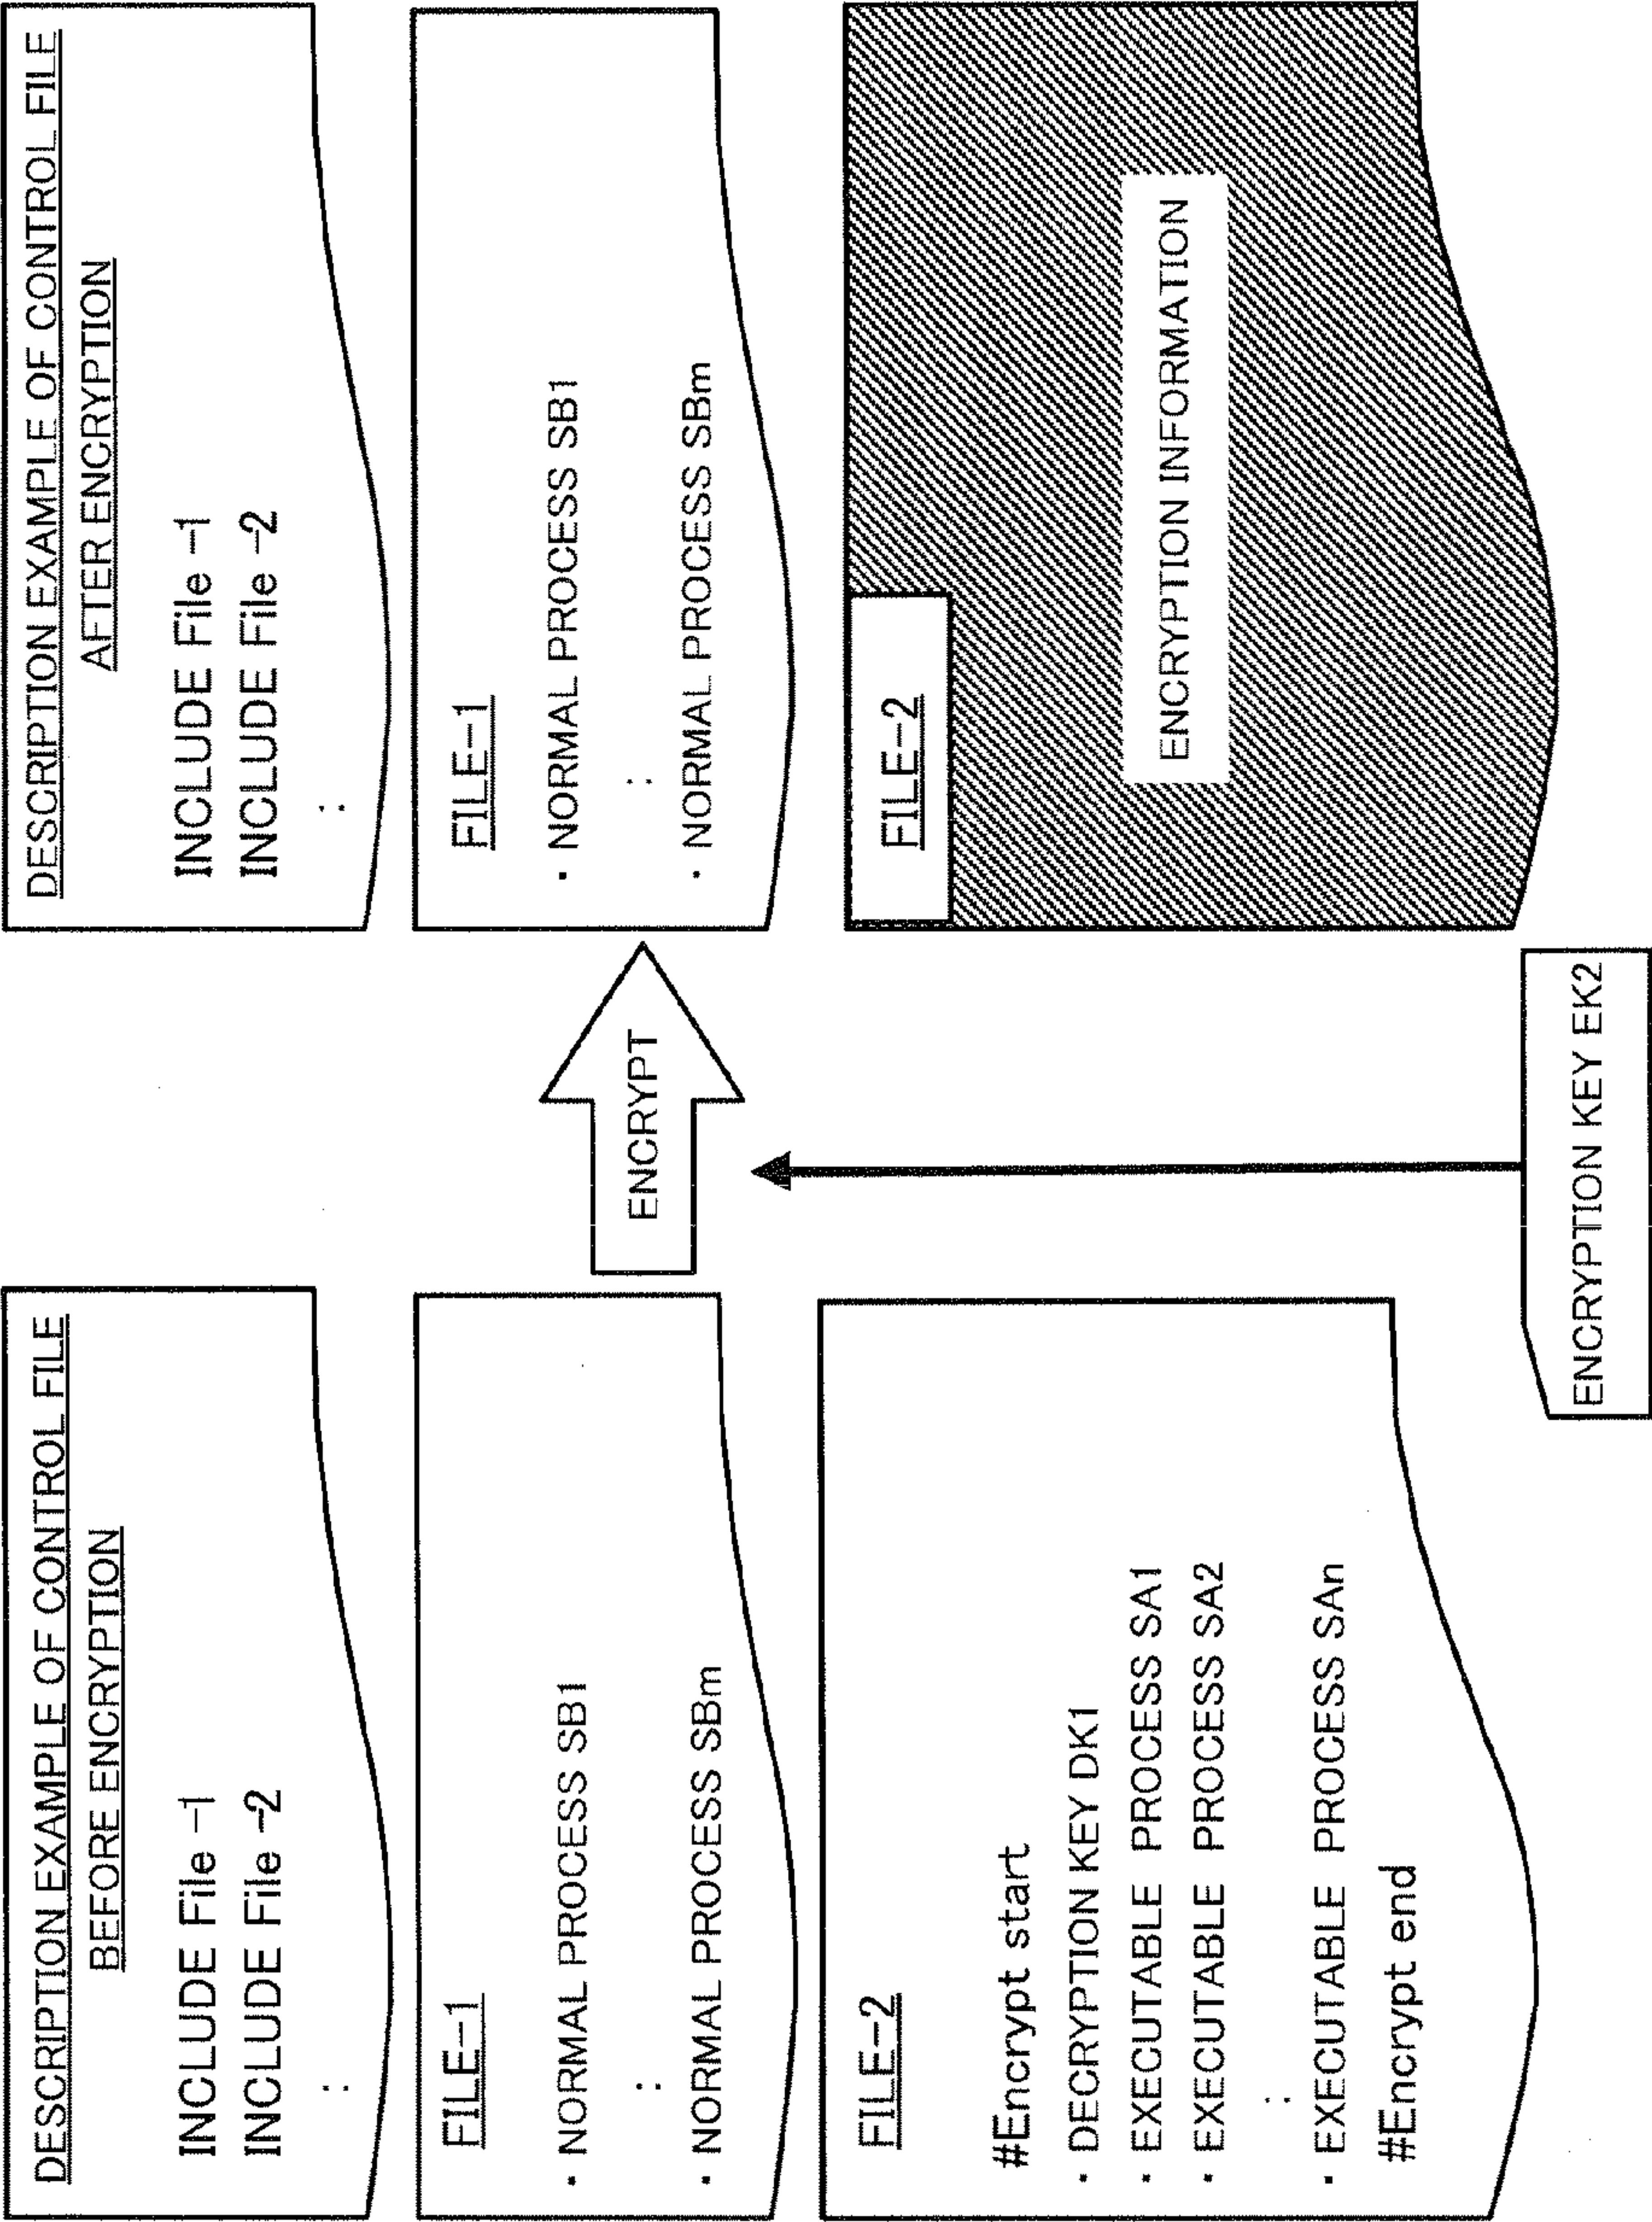 DESCRIPTION EXAMPLE OF CONTROL FILE
BEFORE ENCRYPTION
INCLUDE File -1
INCLUDE File -2
:
FILE-1
· NORMAL PROCESS SB1
:
· NORMAL PROCESS SBm
FILE-2
#Encrypt start
· DECRYPTION KEY DK1
· EXECUTABLE PROCESS SA1
· EXECUTABLE PROCESS SA2
:
· EXECUTABLE PROCESS SAn
#Encrypt end
ENCRYPT
ENCRYPTION KEY EK2
DESCRIPTION EXAMPLE OF CONTROL FILE
AFTER ENCRYPTION
INCLUDE File -1
INCLUDE File -2
:
FILE-1
· NORMAL PROCESS SB1
:
· NORMAL PROCESS SBm
FILE-2
ENCRYPTION INFORMATION